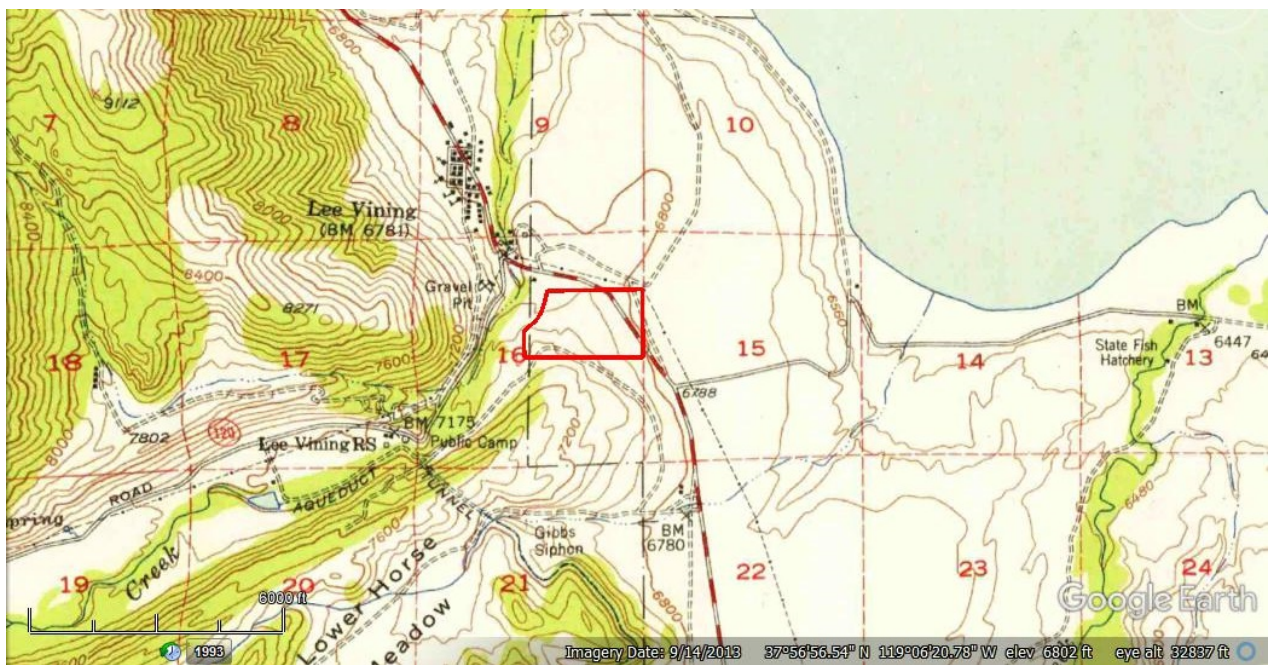 6800
9112
7
8
9
10
8400
8000
Lee Vining
(BM 6781)
6800
8400
Gravel
Pit
8271
7200
6560
BM
18
17
7600
16
15
14
State Fish
Hatchery
13
6447
6788
7802
120
BM 7175
Lee Vining RS
Public Camp
8000
7200
ROAD
AQUEDUCT
TUNNEL
6480
pring
7600
Gibbs
Siphon
BM
6780
19
Creek
20
21
22
23
24
Lower Horse
Meadow
6800
6000 ft
Google Earth
1993
Imagery Date: 9/14/2013 37°56'56.54" N 119°06'20.78" W elev 6802 ft eye alt 32837 ft